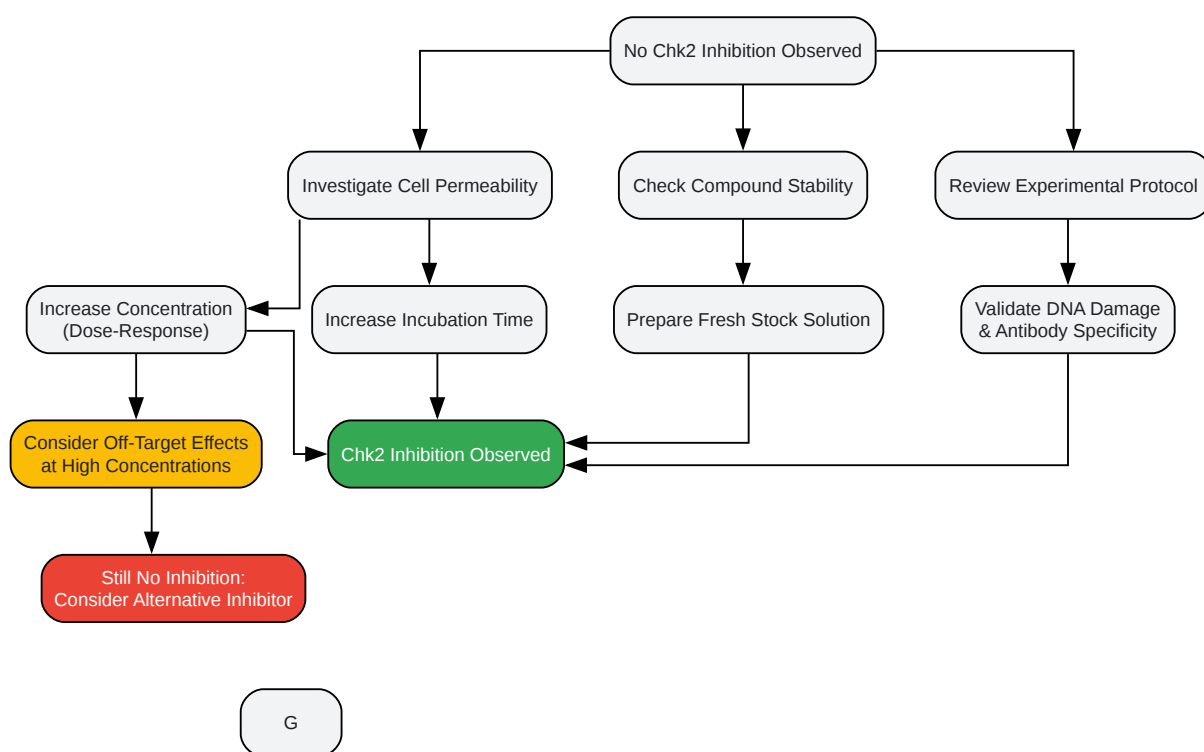 No Chk2 Inhibition Observed
Investigate Cell Permeability
Check Compound Stability
Review Experimental Protocol
Increase Concentration
(Dose-Response)
Increase Incubation Time
Prepare Fresh Stock Solution
Validate DNA Damage
& Antibody Specificity
Consider Off-Target Effects
at High Concentrations
Chk2 Inhibition Observed
Still No Inhibition:
Consider Alternative Inhibitor
G